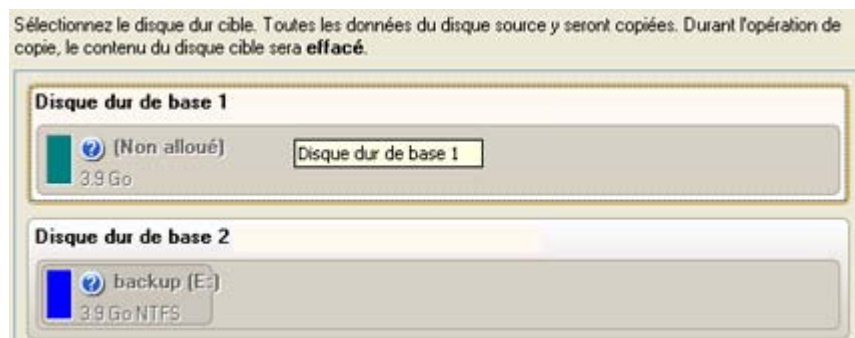 Sélectionnez le disque dur cible. Toutes les données du disque source y seront copiées. Durant l'opération de
copie, le contenu du disque cible sera effacé.
Disque dur de base 1
(Non alloué)
Disque dur de base 1
3.9 Go
Disque dur de base 2
backup (E:)
3.9 Go NTFS